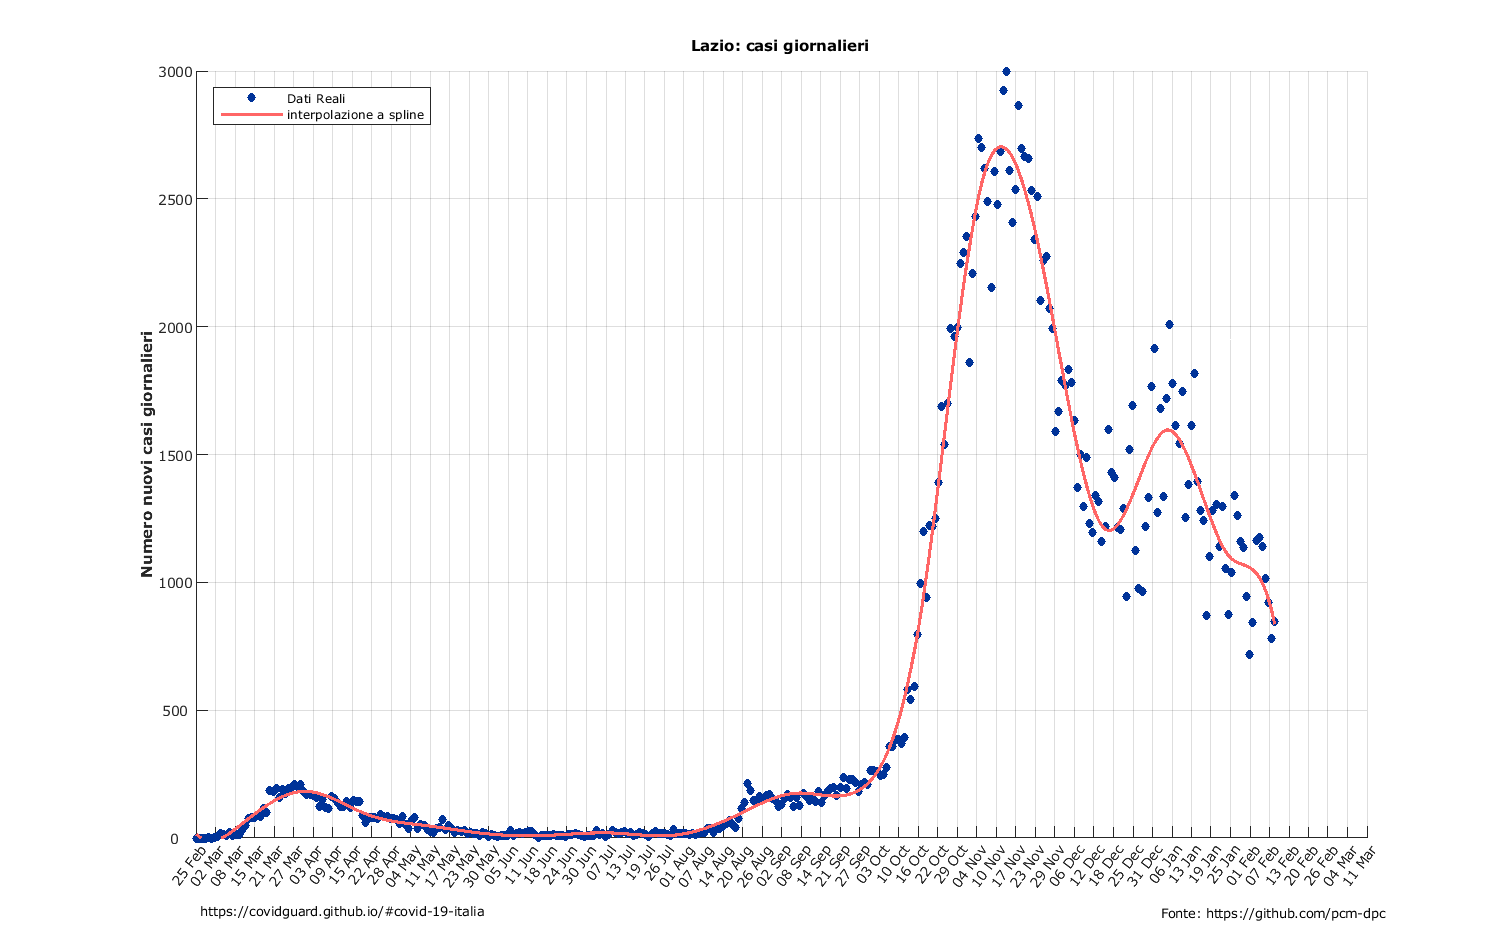 Lazio: casi giornalieri
Dati Reali
interpolazione a spline
Numero nuovi casi giornalieri
3000
2500
2000
1500
1000
500
0
25 Feb
02 Mar
08 Mar
15 Mar
21 Mar
27 Mar
03 Apr
09 Apr
15 Apr
22 Apr
28 Apr
04 May
11 May
17 May
23 May
30 May
05 Jun
11 Jun
18 Jun
24 Jun
30 Jun
07 Jul
13 Jul
19 Jul
26 Jul
01 Aug
07 Aug
14 Aug
20 Aug
26 Aug
02 Sep
08 Sep
14 Sep
21 Sep
27 Sep
03 Oct
10 Oct
16 Oct
22 Oct
29 Oct
04 Nov
10 Nov
17 Nov
23 Nov
29 Nov
06 Dec
12 Dec
18 Dec
25 Dec
31 Dec
06 Jan
13 Jan
19 Jan
25 Jan
01 Feb
07 Feb
13 Feb
20 Feb
26 Feb
04 Mar
11 Mar
https://covidguard.github.io/#covid-19-italia
Fonte: https://github.com/pcm-dpc